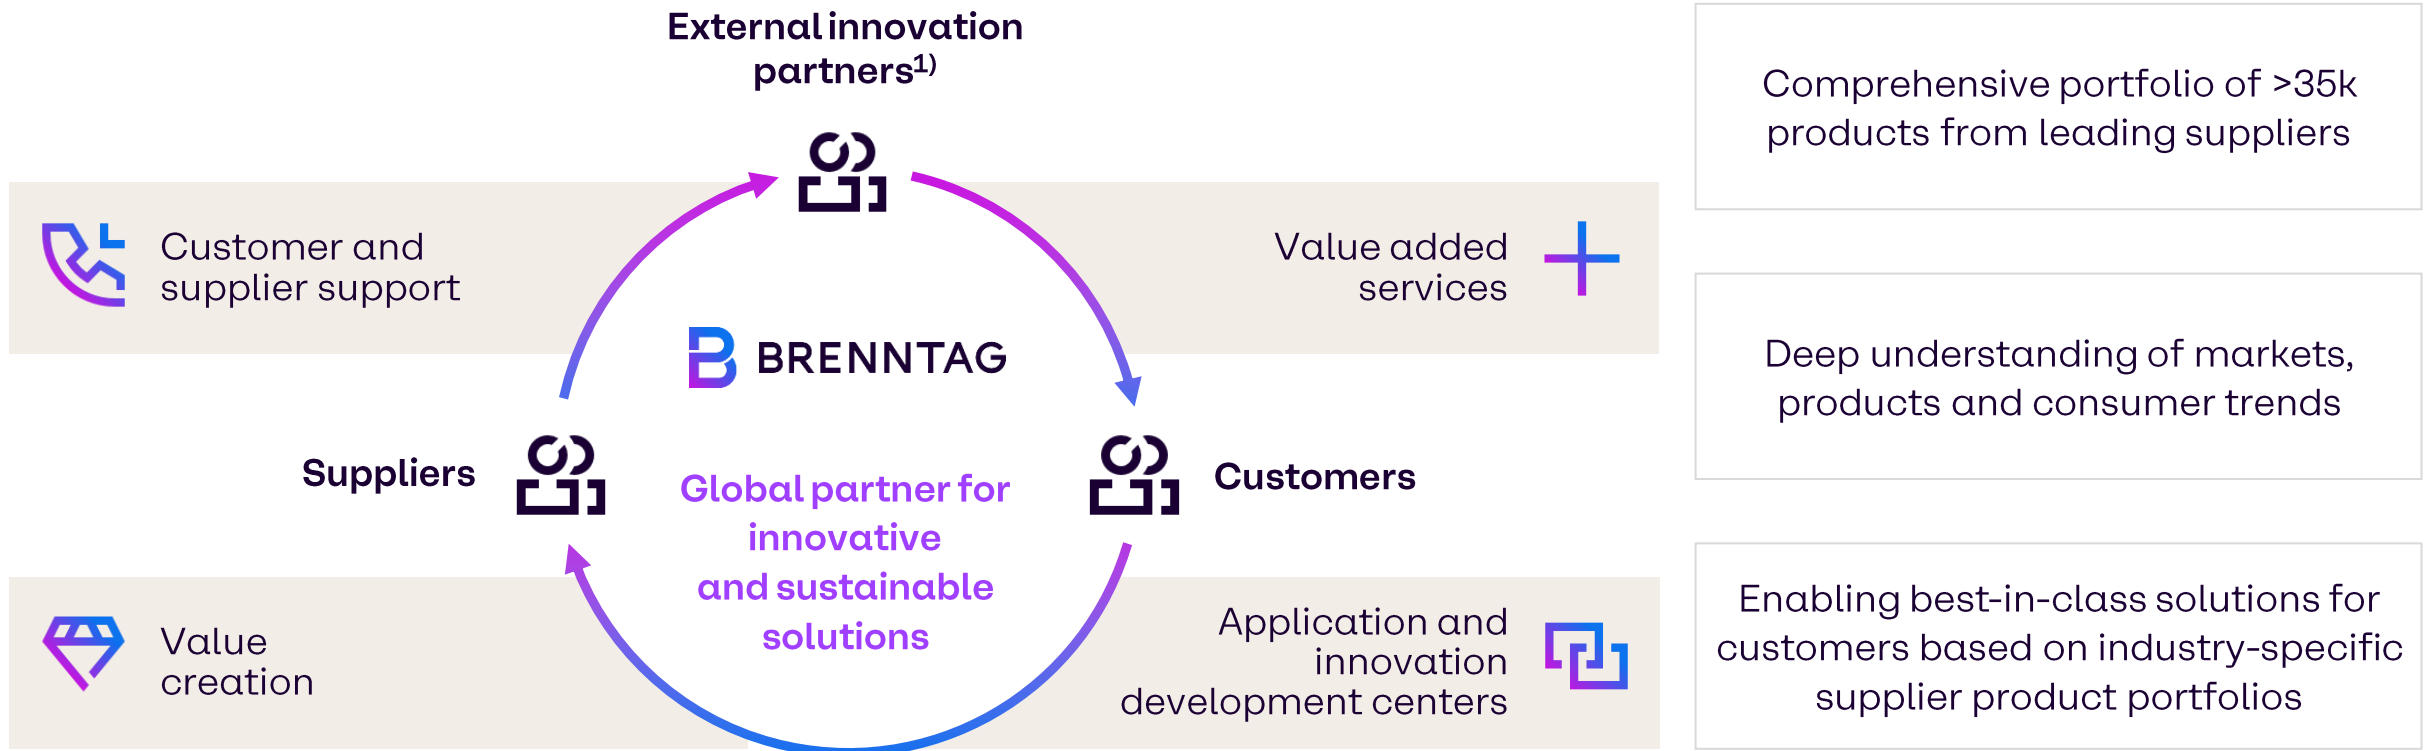 External innovation
partners1)
Customer and
supplier support
Value added
services
BRENNTAG
Suppliers
Customers
Global partner for
innovative
and sustainable
solutions
Value
creation
Application and
innovation
development centers
Comprehensive portfolio of >35k
products from leading suppliers
Deep understanding of markets,
products and consumer trends
Enabling best-in-class solutions for
customers based on industry-specific
supplier product portfolios